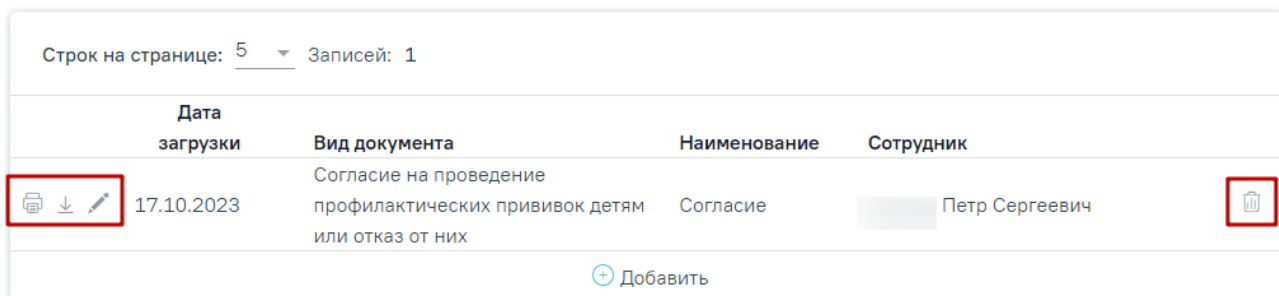 Строк на странице: 5 Записей: 1
Дата
загрузки Вид документа Наименование Сотрудник
Согласие на проведение
17.10.2023 профилактических прививок детям Согласие Петр Сергеевич
или отказ от них
Добавить